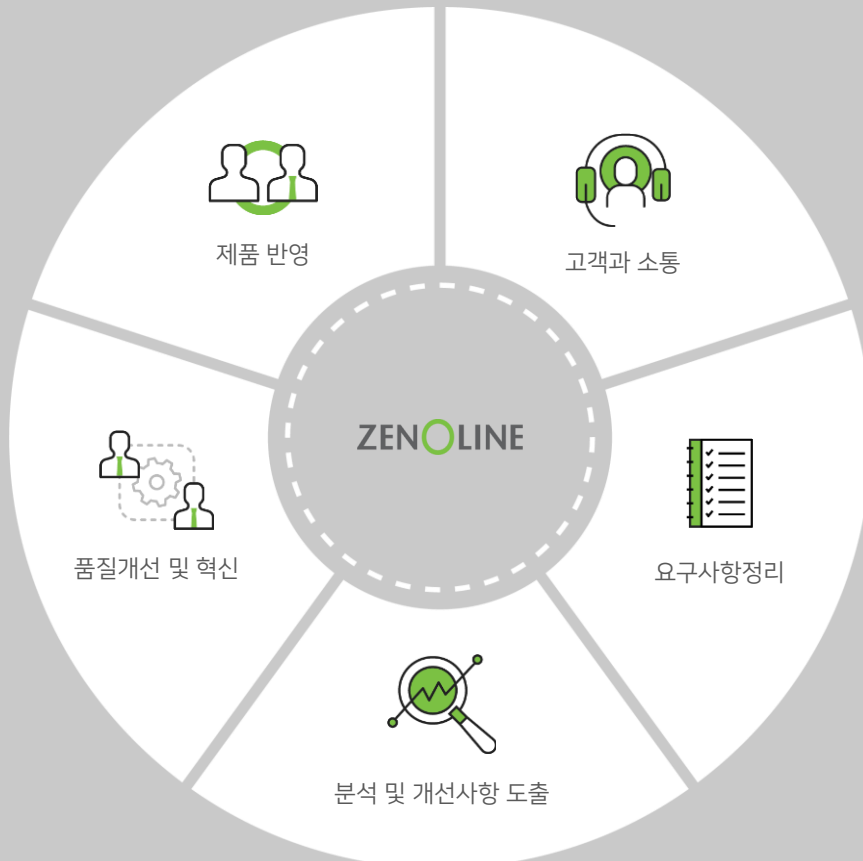 제품 반영
고객과 소통
ZENOLINE
품질개선 및 혁신
요구사항정리
분석 및 개선사항 도출